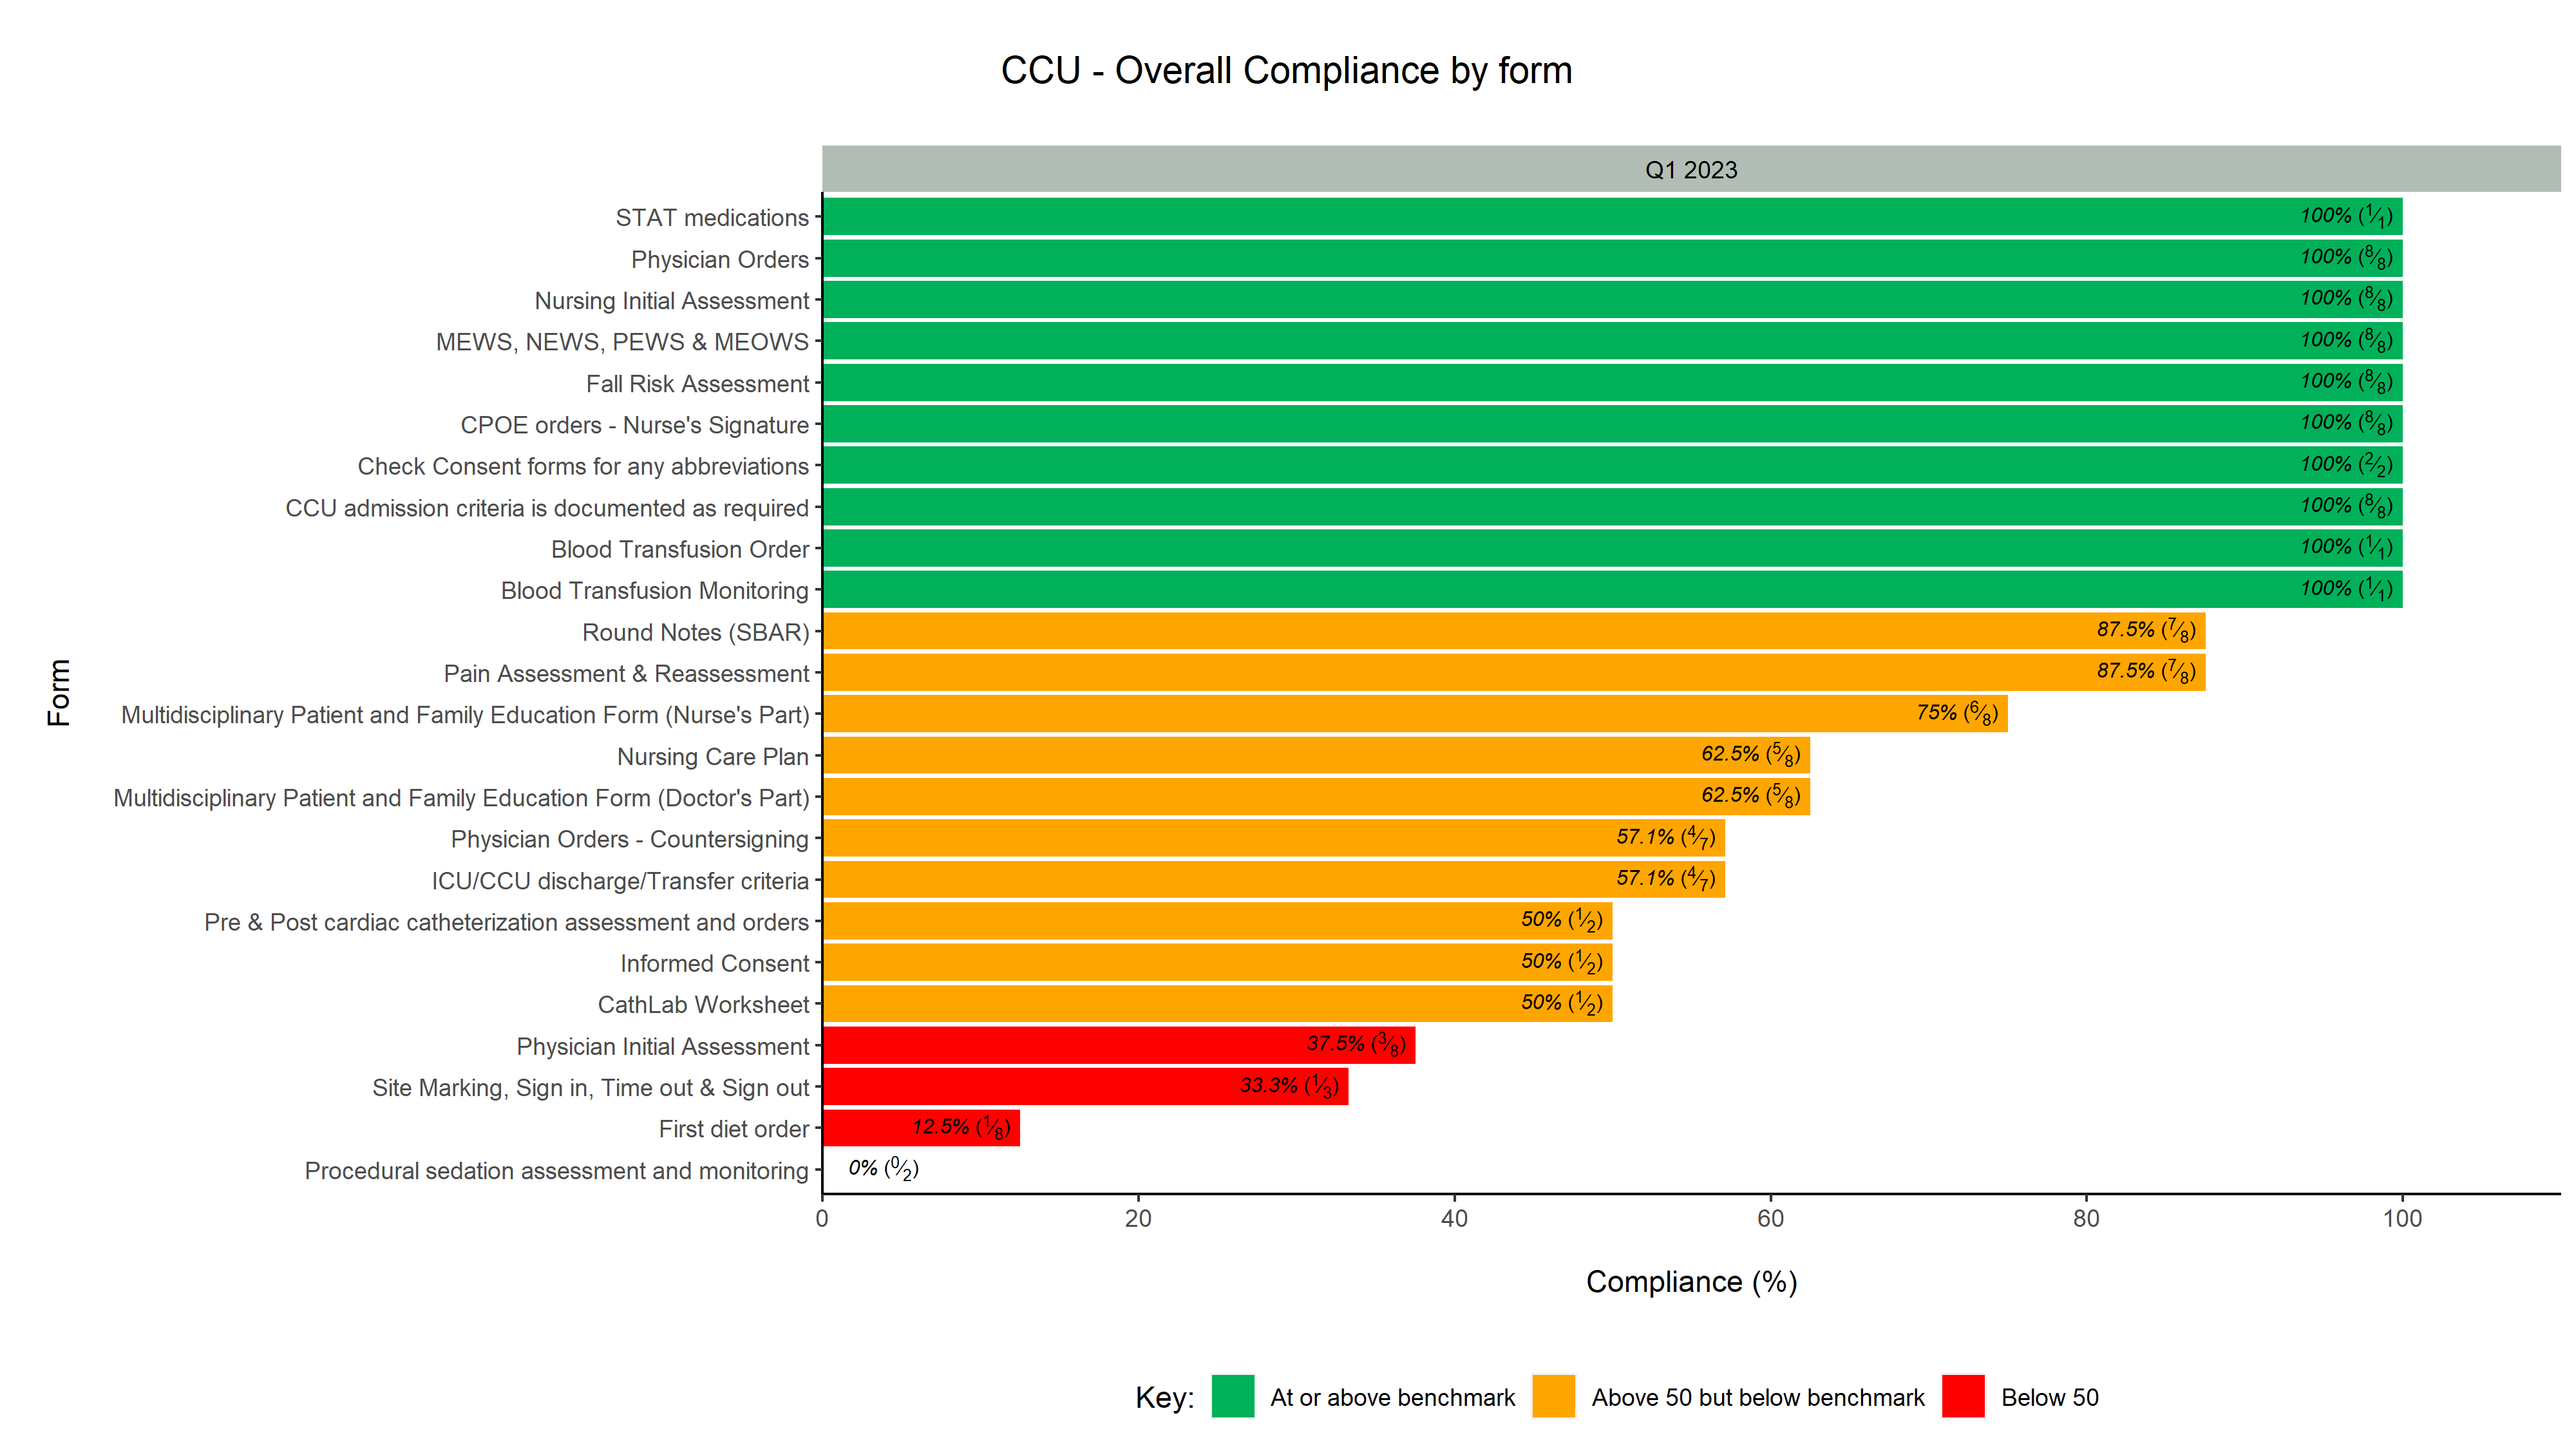 CCU - Overall Compliance by form
Q1 2023
STAT medications 100% (1⁄1)
Physician Orders 100% (8⁄8)
Nursing Initial Assessment 100% (8⁄8)
MEWS, NEWS, PEWS & MEOWS 100% (8⁄8)
Fall Risk Assessment 100% (8⁄8)
CPOE orders - Nurse's Signature 100% (8⁄8)
Check Consent forms for any abbreviations 100% (2⁄2)
CCU admission criteria is documented as required 100% (8⁄8)
Blood Transfusion Order 100% (1⁄1)
Blood Transfusion Monitoring 100% (1⁄1)
Round Notes (SBAR) 87.5% (7⁄8)
Pain Assessment & Reassessment 87.5% (7⁄8)
Multidisciplinary Patient and Family Education Form (Nurse's Part) 75% (6⁄8)
Nursing Care Plan 62.5% (5⁄8)
Multidisciplinary Patient and Family Education Form (Doctor's Part) 62.5% (5⁄8)
Physician Orders - Countersigning 57.1% (4⁄7)
ICU/CCU discharge/Transfer criteria 57.1% (4⁄7)
Pre & Post cardiac catheterization assessment and orders 50% (1⁄2)
Informed Consent 50% (1⁄2)
CathLab Worksheet 50% (1⁄2)
Physician Initial Assessment 37.5% (3⁄8)
Site Marking, Sign in, Time out & Sign out 33.3% (1⁄3)
First diet order 12.5% (1⁄8)
Procedural sedation assessment and monitoring 0% (0⁄2)
Form
0 20 40 60 80 100
Compliance (%)
Key: At or above benchmark Above 50 but below benchmark Below 50